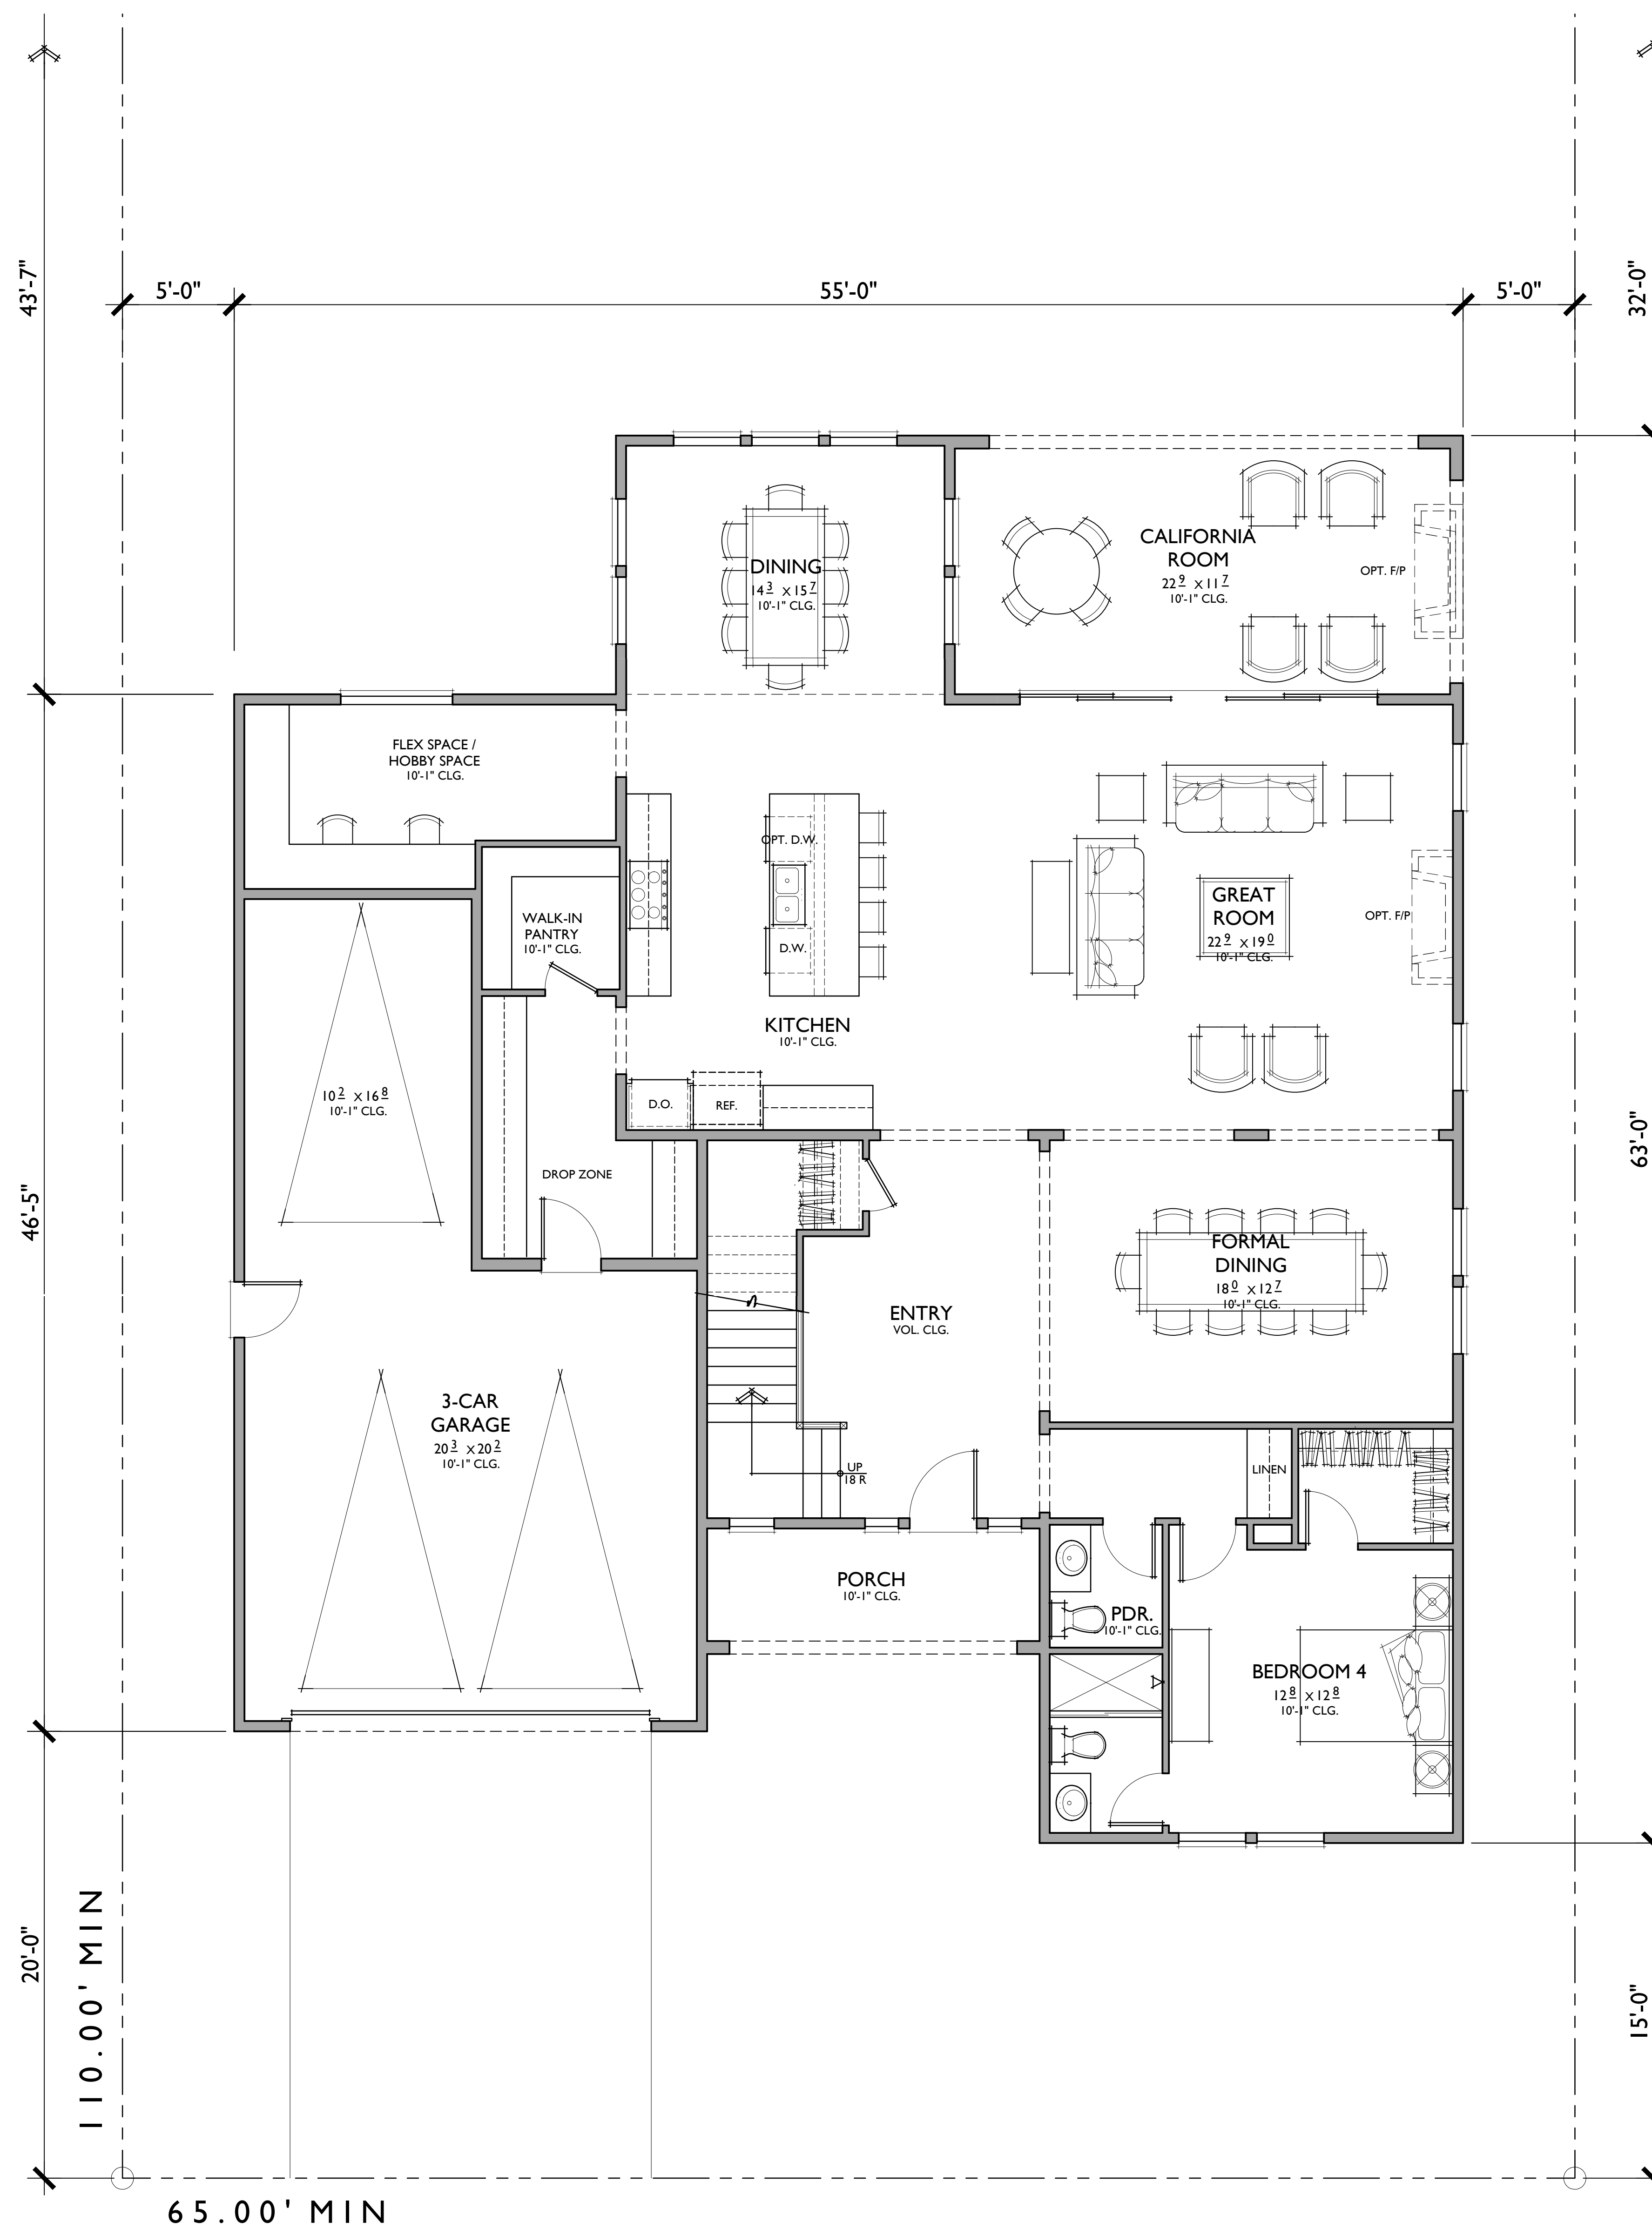 43'-7"
32'-0"
5'-0"
55'-0"
5'-0"
CALIFORNIA
ROOM
22 9 X 11 7
10'-1" CLG.
OPT. F/P
DINING
14 3 X 15 7
10'-1" CLG.
FLEX SPACE /
HOBBY SPACE
10'-1" CLG.
OPT. D.W.
D.W.
GREAT
ROOM
22 9 X 19 0
10'-1" CLG.
OPT. F/P
WALK-IN
PANTRY
10'-1" CLG.
KITCHEN
10'-1" CLG.
10 2 X 16 8
10'-1" CLG.
D.O.
REF.
63'-0"
46'-5"
DROP ZONE
FORMAL
DINING
18 0 X 12 7
10'-1" CLG.
ENTRY
VOL. CLG.
3-CAR
GARAGE
20 3 X 20 2
10'-1" CLG.
UP
18 R
LINEN
PORCH
10'-1" CLG.
PDR.
10'-1" CLG.
BEDROOM 4
12 8 X 12 8
10'-1" CLG.
20'-0"
110.00' MIN
15'-0"
65.00' MIN